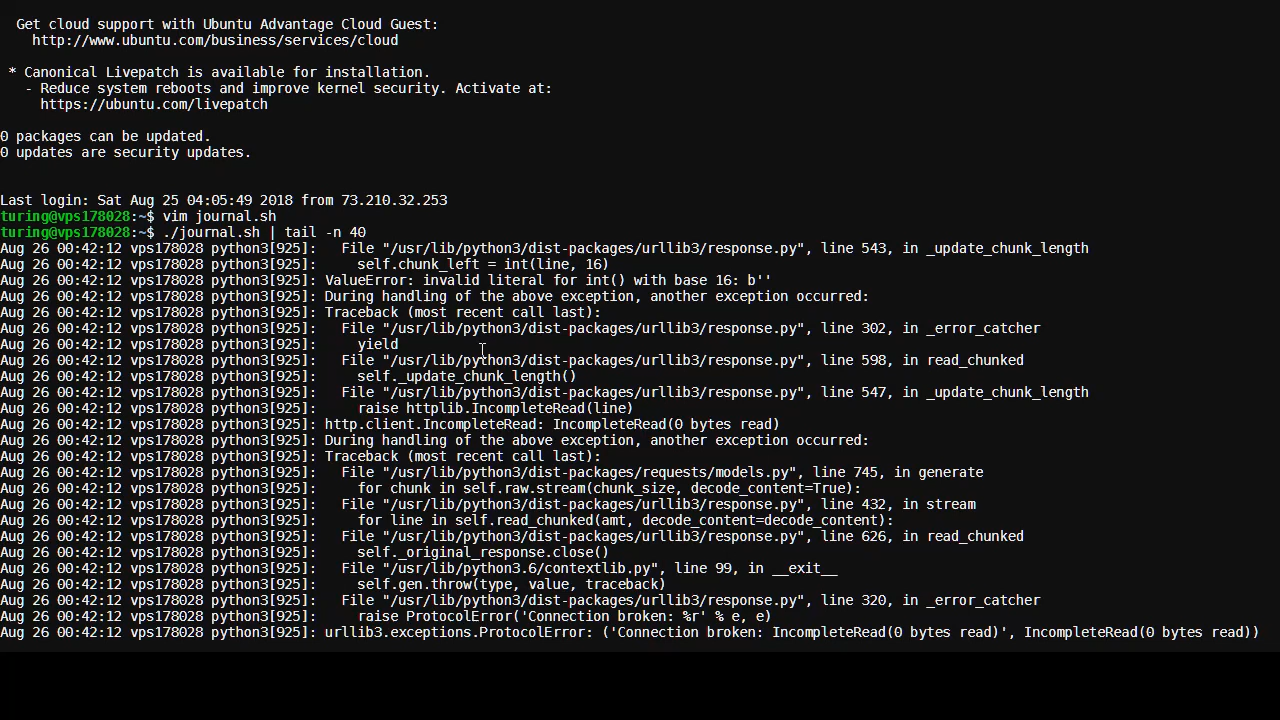 Get cloud support with Ubuntu Advantage Cloud Guest:
http://www.ubuntu.com/business/services/cloud
* Canonical Livepatch is available for installation.
- Reduce system reboots and improve kernel security. Activate at:
https://ubuntu.com/livepatch
0 packages can be updated.
0 updates are security updates.
Last login: Sat Aug 25 04:05:49 2018 from 73.210.32.253
turing@vps178028:~$ vim journal.sh
turing@vps178028:~$ ./journal.sh | tail -n 40
Aug 26 00:42:12 vps178028 python3[925]:   File "/usr/lib/python3/dist-packages/urllib3/response.py", line 543, in _update_chunk_length
Aug 26 00:42:12 vps178028 python3[925]:     self.chunk_left = int(line, 16)
Aug 26 00:42:12 vps178028 python3[925]: ValueError: invalid literal for int() with base 16: b''
Aug 26 00:42:12 vps178028 python3[925]: During handling of the above exception, another exception occurred:
Aug 26 00:42:12 vps178028 python3[925]: Traceback (most recent call last):
Aug 26 00:42:12 vps178028 python3[925]:   File "/usr/lib/python3/dist-packages/urllib3/response.py", line 302, in _error_catcher
Aug 26 00:42:12 vps178028 python3[925]:     yield
Aug 26 00:42:12 vps178028 python3[925]:   File "/usr/lib/python3/dist-packages/urllib3/response.py", line 598, in read_chunked
Aug 26 00:42:12 vps178028 python3[925]:     self._update_chunk_length()
Aug 26 00:42:12 vps178028 python3[925]:   File "/usr/lib/python3/dist-packages/urllib3/response.py", line 547, in _update_chunk_length
Aug 26 00:42:12 vps178028 python3[925]:     raise httplib.IncompleteRead(line)
Aug 26 00:42:12 vps178028 python3[925]: http.client.IncompleteRead: IncompleteRead(0 bytes read)
Aug 26 00:42:12 vps178028 python3[925]: During handling of the above exception, another exception occurred:
Aug 26 00:42:12 vps178028 python3[925]: Traceback (most recent call last):
Aug 26 00:42:12 vps178028 python3[925]:   File "/usr/lib/python3/dist-packages/requests/models.py", line 745, in generate
Aug 26 00:42:12 vps178028 python3[925]:     for chunk in self.raw.stream(chunk_size, decode_content=True):
Aug 26 00:42:12 vps178028 python3[925]:   File "/usr/lib/python3/dist-packages/urllib3/response.py", line 432, in stream
Aug 26 00:42:12 vps178028 python3[925]:     for line in self.read_chunked(amt, decode_content=decode_content):
Aug 26 00:42:12 vps178028 python3[925]:   File "/usr/lib/python3/dist-packages/urllib3/response.py", line 626, in read_chunked
Aug 26 00:42:12 vps178028 python3[925]:     self._original_response.close()
Aug 26 00:42:12 vps178028 python3[925]:   File "/usr/lib/python3.6/contextlib.py", line 99, in __exit__
Aug 26 00:42:12 vps178028 python3[925]:     self.gen.throw(type, value, traceback)
Aug 26 00:42:12 vps178028 python3[925]:   File "/usr/lib/python3/dist-packages/urllib3/response.py", line 320, in _error_catcher
Aug 26 00:42:12 vps178028 python3[925]:     raise ProtocolError('Connection broken: %r' % e, e)
Aug 26 00:42:12 vps178028 python3[925]: urllib3.exceptions.ProtocolError: ('Connection broken: IncompleteRead(0 bytes read)', IncompleteRead(0 bytes read))